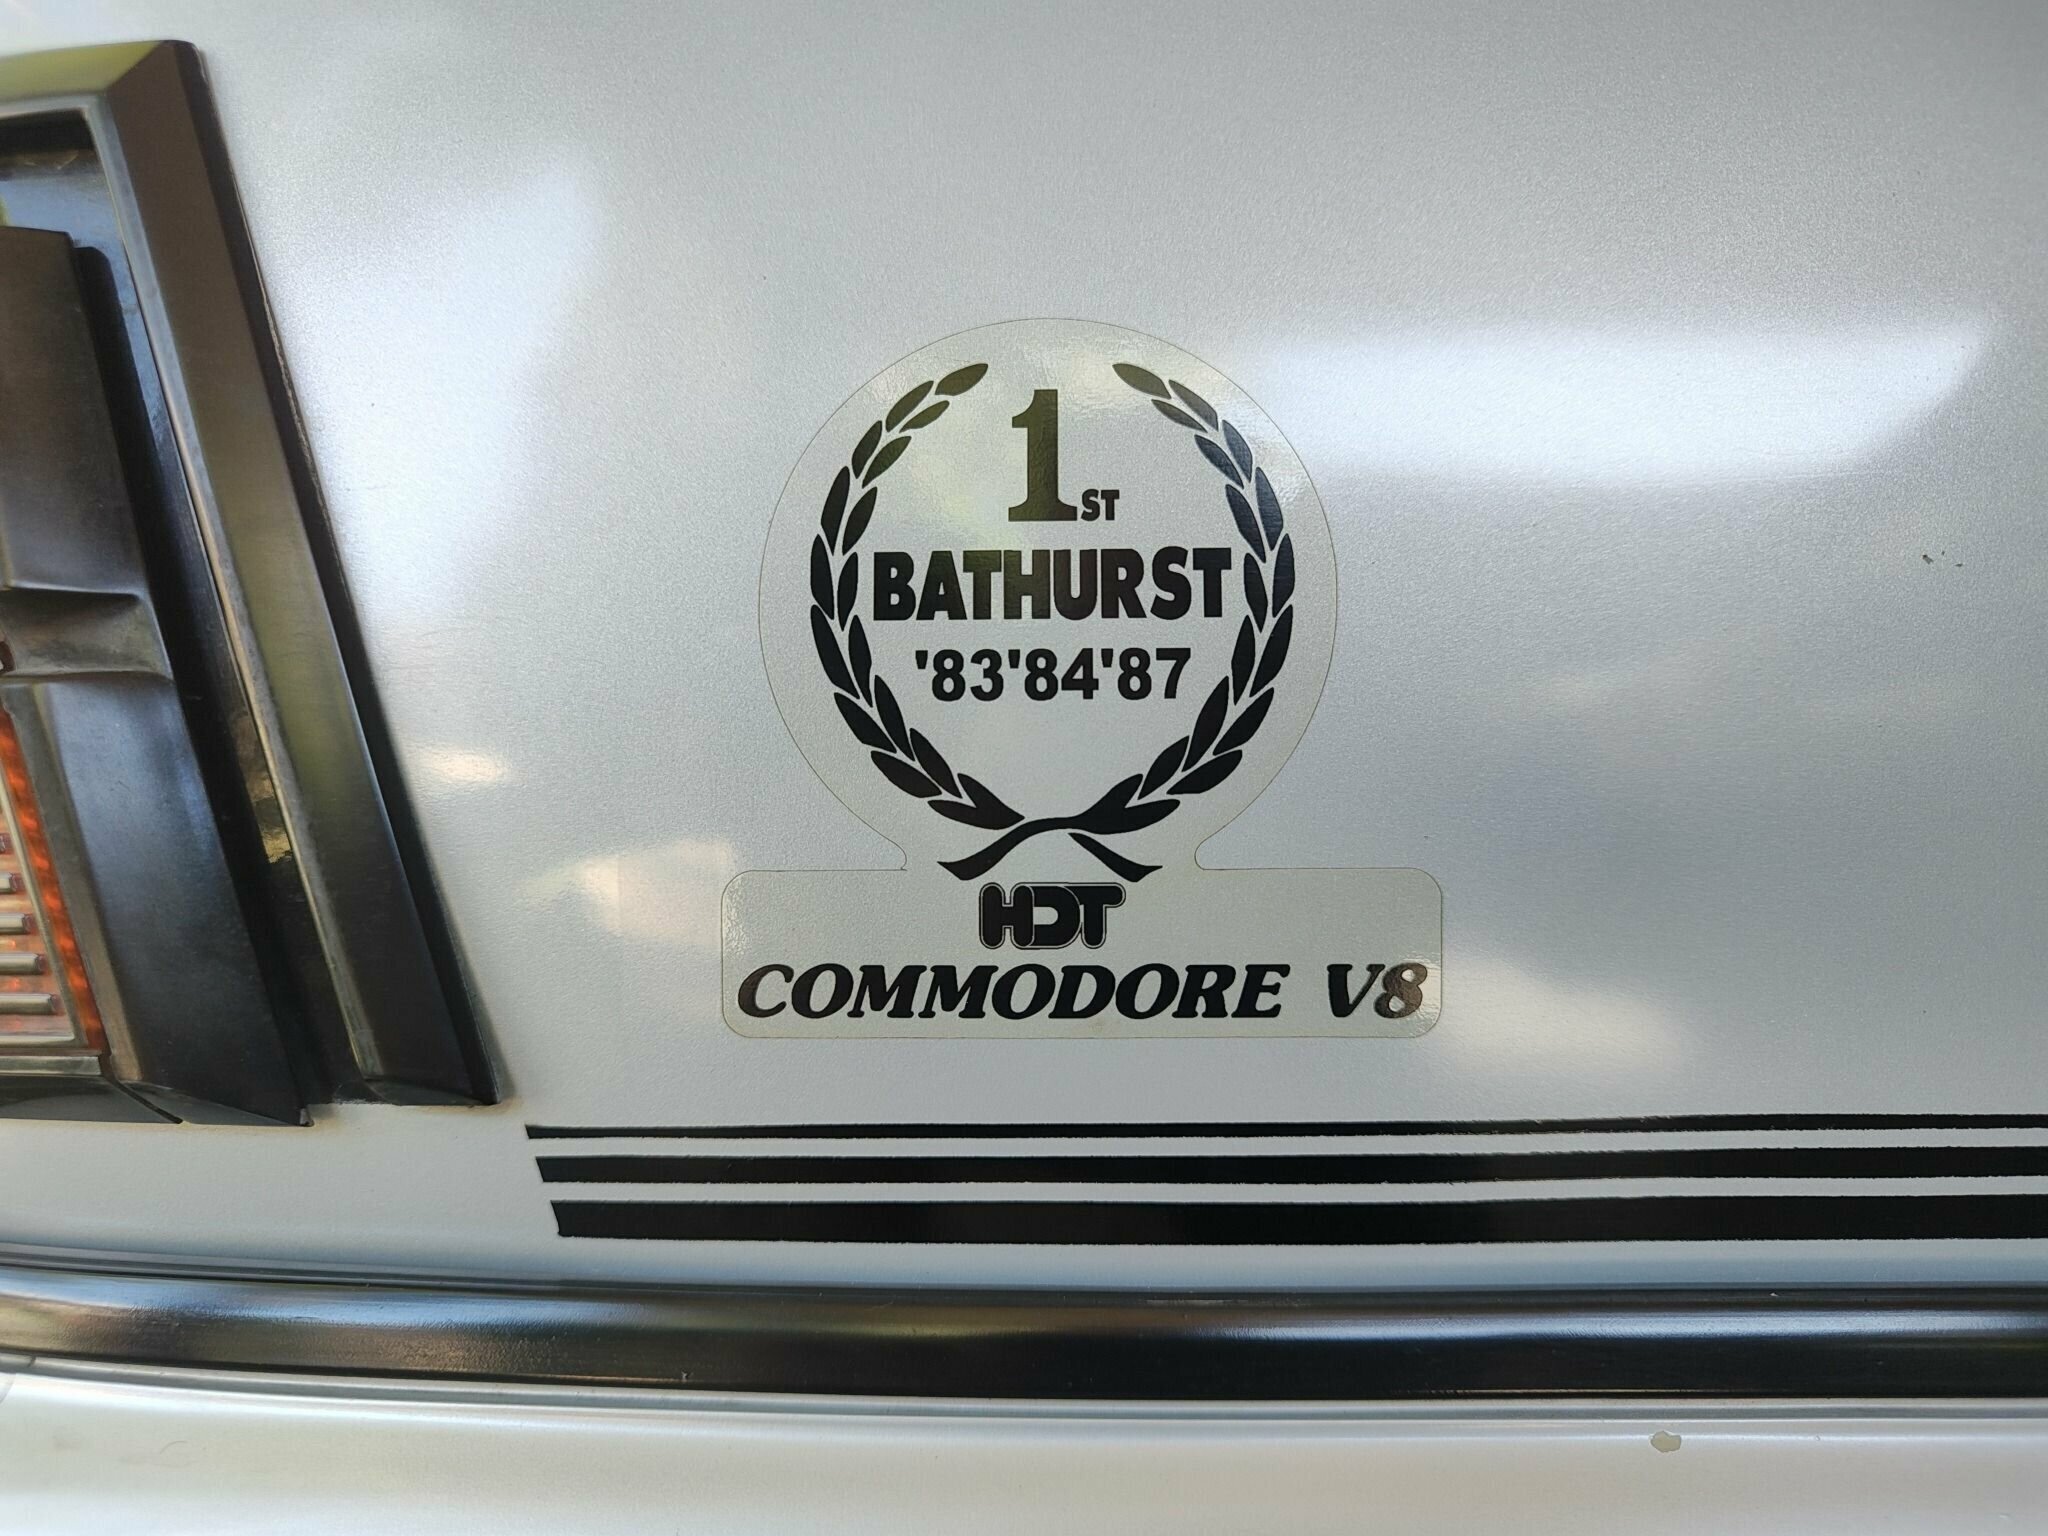 1ST
BATHURST
'83'84'87
HDT
COMMODORE V8